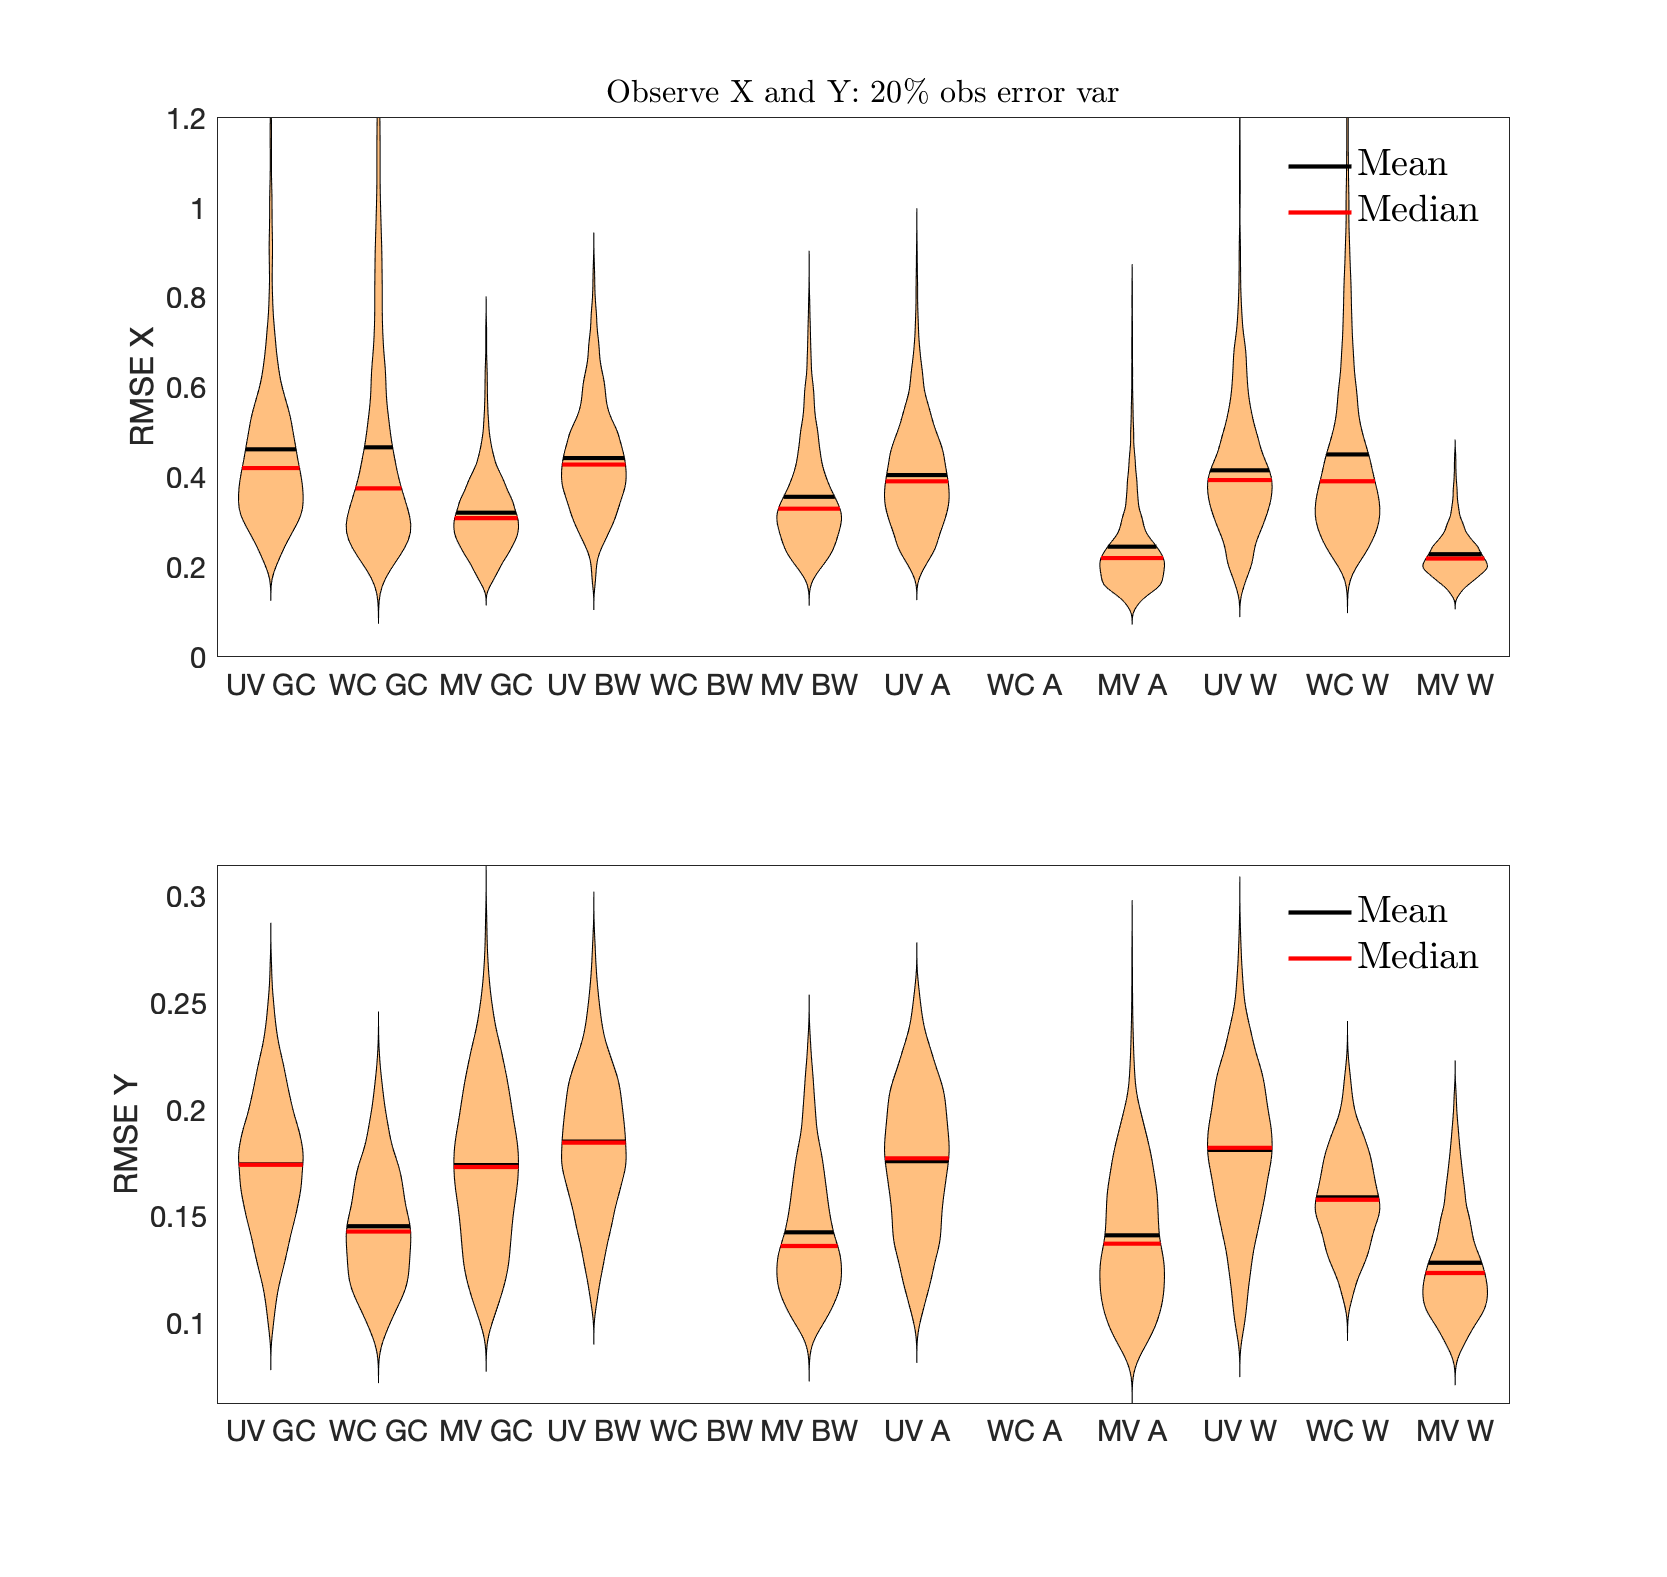 Observe X and Y: 20% obs error var
1.2
1
0.8
0.6
0.4
0.2
0
RMSE X
Mean
Median
UV GC WC GC MV GC UV BW WC BW MV BW UV A WC A MV A UV W WC W MV W
0.3
0.25
0.2
0.15
0.1
RMSE Y
Mean
Median
UV GC WC GC MV GC UV BW WC BW MV BW UV A WC A MV A UV W WC W MV W